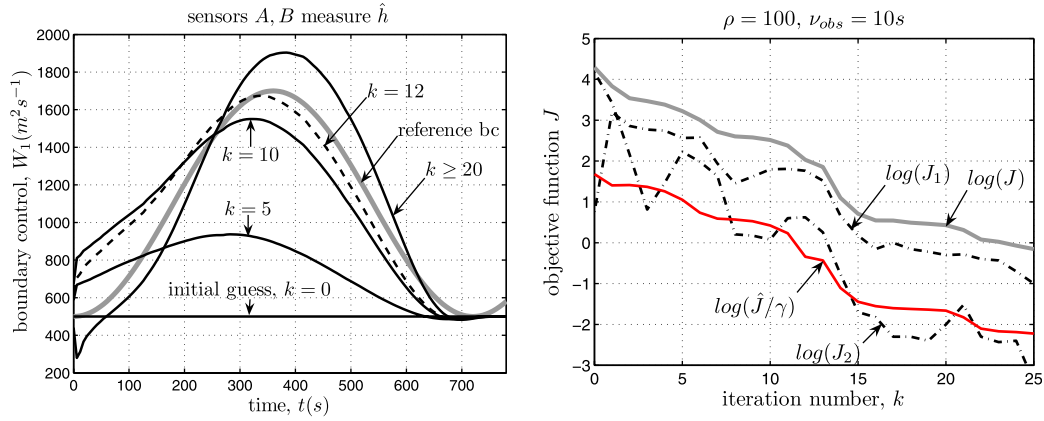 sensors A, B measure ĥ
2000
1800
1600
1400
1200
1000
800
600
400
200
boundary control, W₁(m²s⁻¹)
k = 12
reference bc
k = 10
k ≥ 20
k = 5
initial guess, k = 0
0 100 200 300 400 500 600 700
time, t(s)
ρ = 100, ν_obs = 10s
5
4
3
2
1
0
−1
−2
−3
objective function J
log(J₁)
log(J)
log(Ĵ/γ)
log(J₂)
0 5 10 15 20 25
iteration number, k